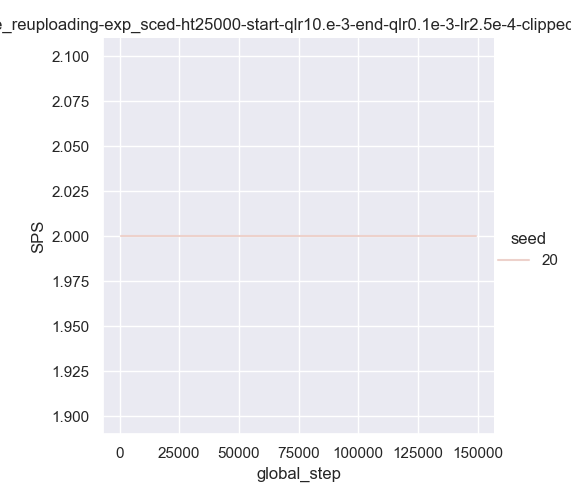 e_reuploading-exp_sced-ht25000-start-qlr10.e-3-end-qlr0.1e-3-lr2.5e-4-clipped
2.100
2.075
2.050
2.025
2.000
1.975
1.950
1.925
1.900
SPS
seed
20
0 25000 50000 75000 100000 125000 150000
global_step